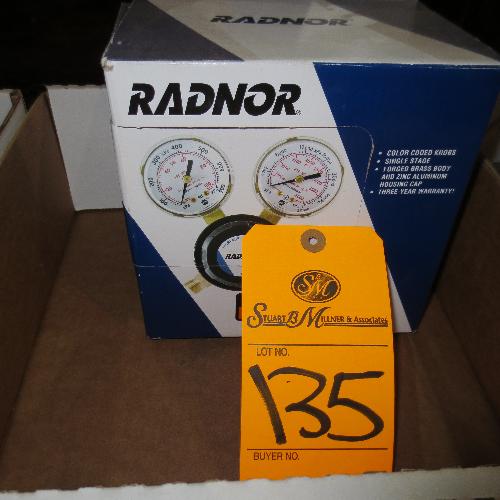 RADNOR
RADNOR
• COLOR CODED KNOBS
• SINGLE STAGE
• FORGED BRASS BODY
AND ZINC ALUMINUM
HOUSING CAP
• THREE YEAR WARRANTY!
RADNOR
SM
STUART B MILLNER & Associates
LOT NO.
135
BUYER NO.